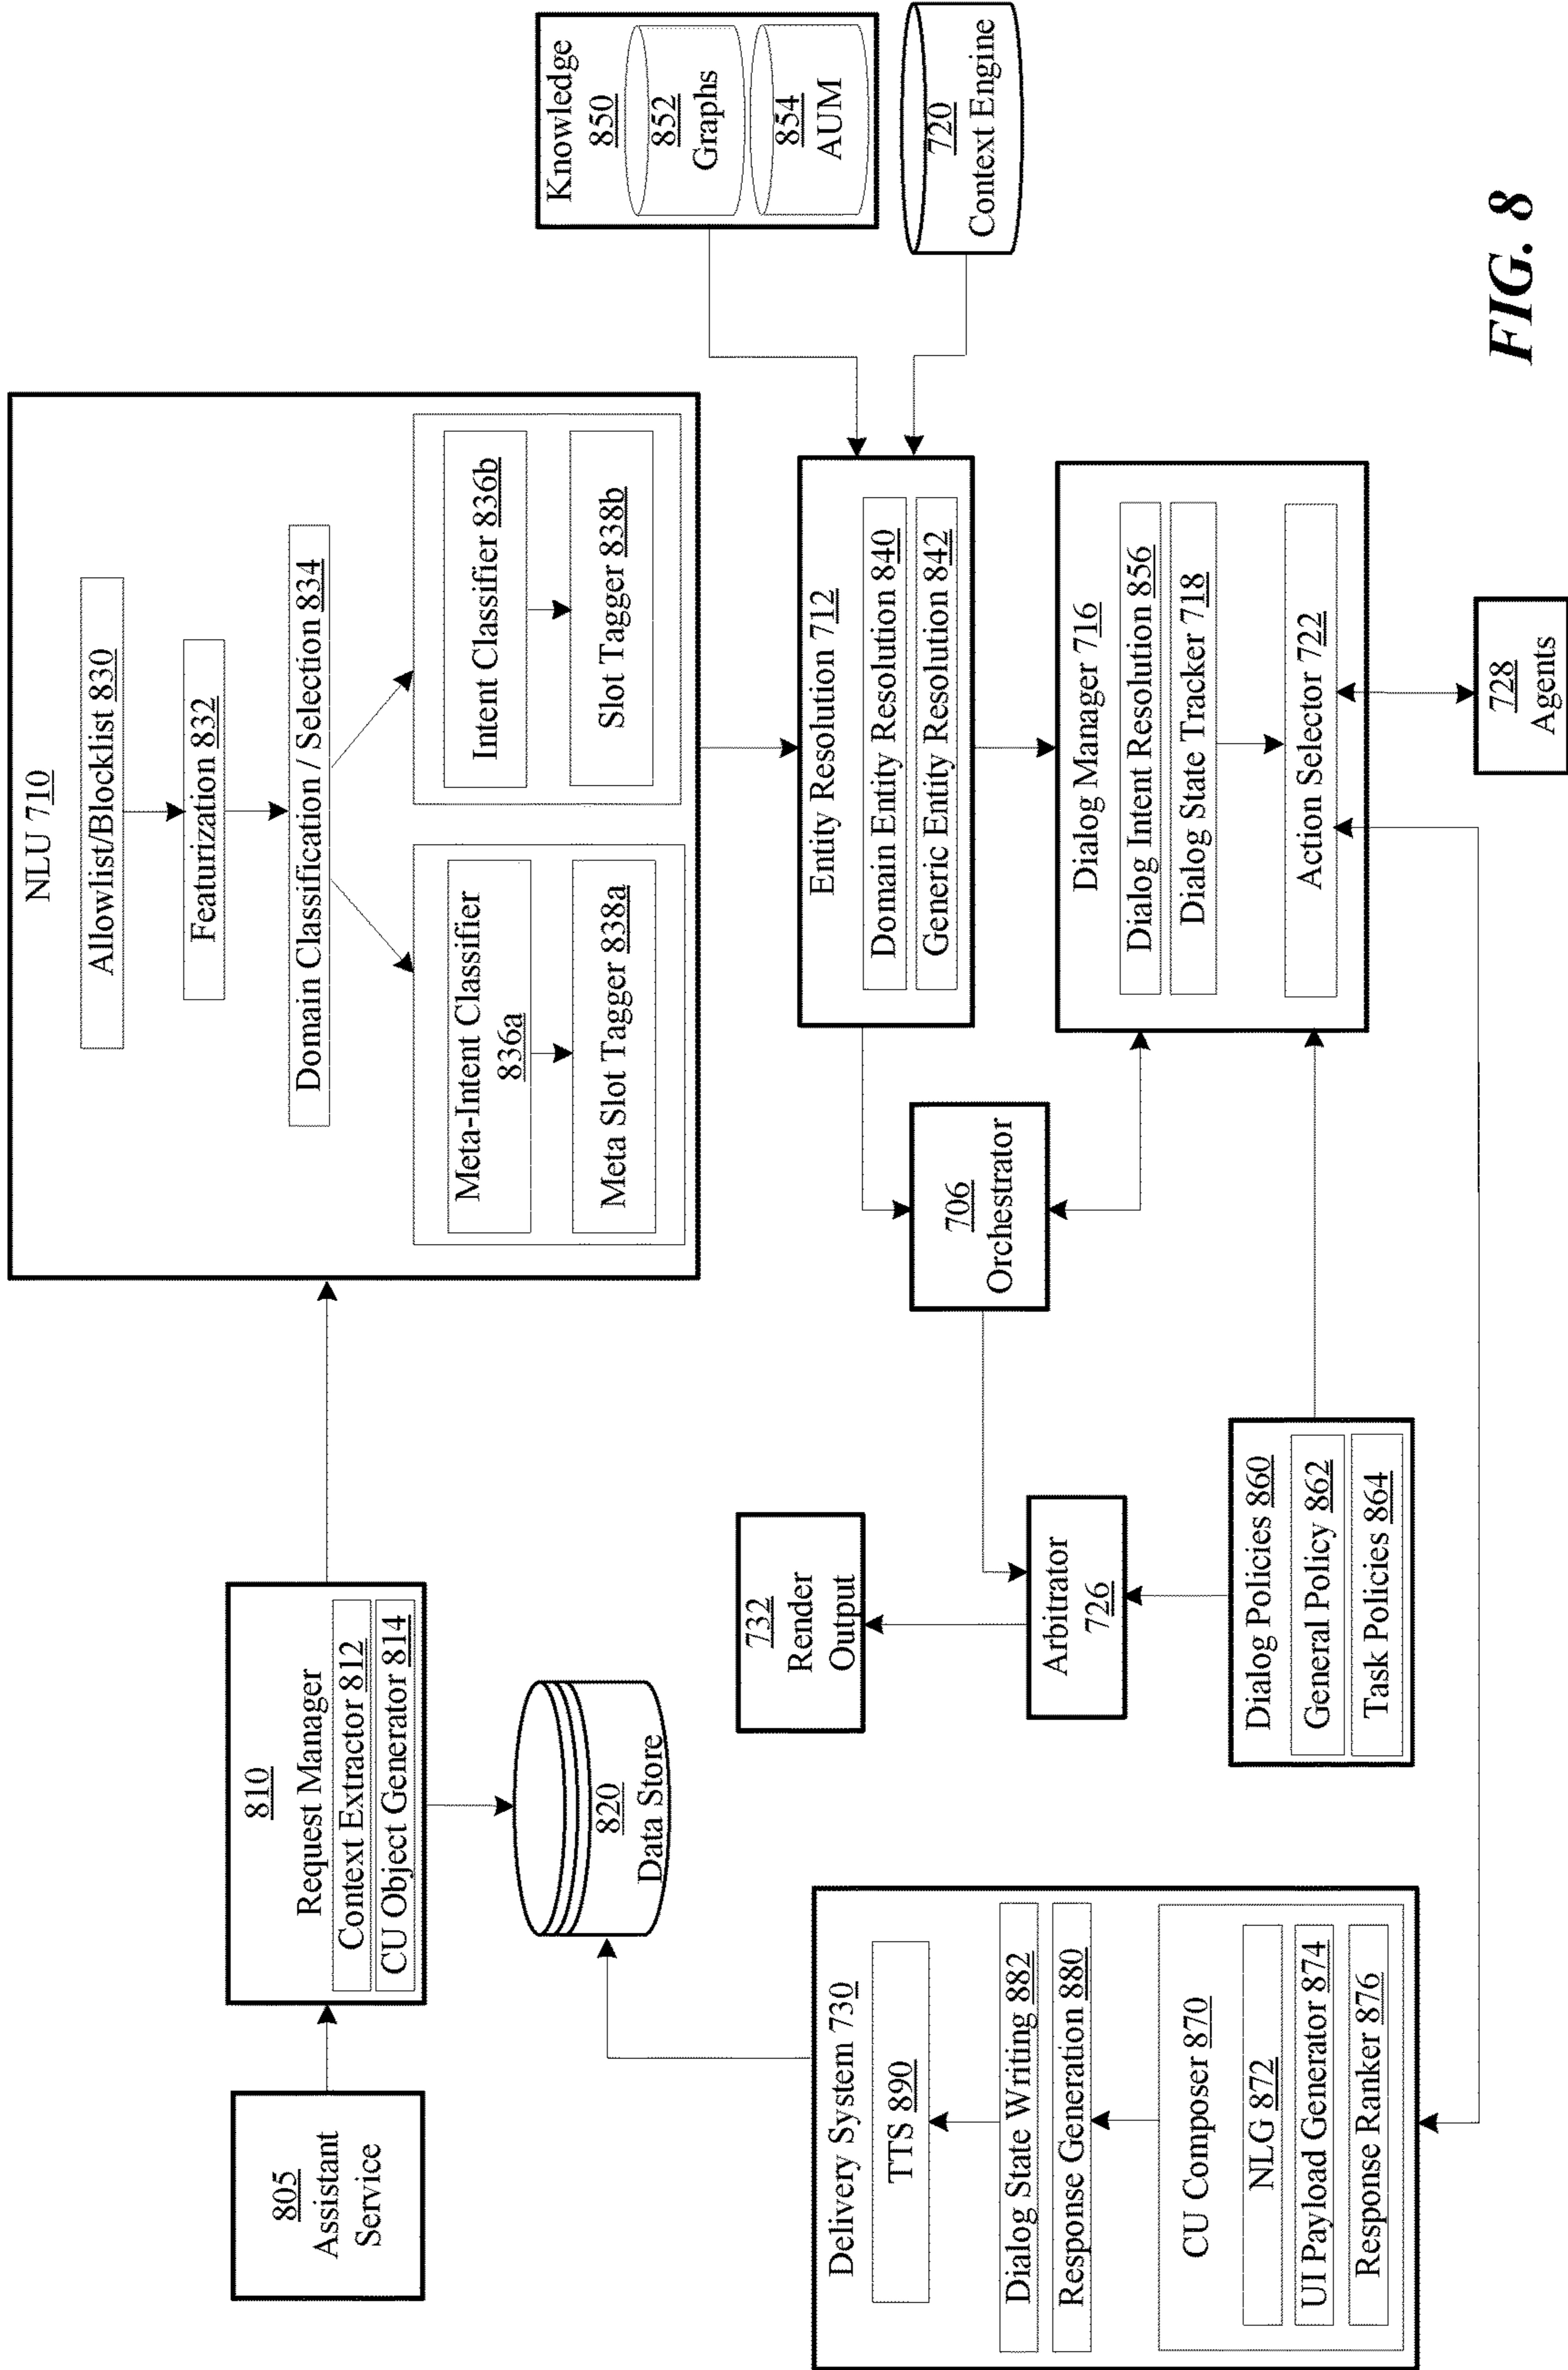 805
Assistant
Service
810
Request Manager
Context Extractor 812
CU Object Generator 814
820
Data Store
NLU 710
Allowlist/Blocklist 830
Featurization 832
Domain Classification / Selection 834
Meta-Intent Classifier
836a
Meta Slot Tagger 838a
Intent Classifier 836b
Slot Tagger 838b
Knowledge
850
852
Graphs
854
AUM
720
Context Engine
Entity Resolution 712
Domain Entity Resolution 840
Generic Entity Resolution 842
Dialog Manager 716
Dialog Intent Resolution 856
Dialog State Tracker 718
Action Selector 722
728
Agents
706
Orchestrator
732
Render
Output
Arbitrator
726
Dialog Policies 860
General Policy 862
Task Policies 864
Delivery System 730
TTS 890
Dialog State Writing 882
Response Generation 880
CU Composer 870
NLG 872
UI Payload Generator 874
Response Ranker 876
FIG. 8